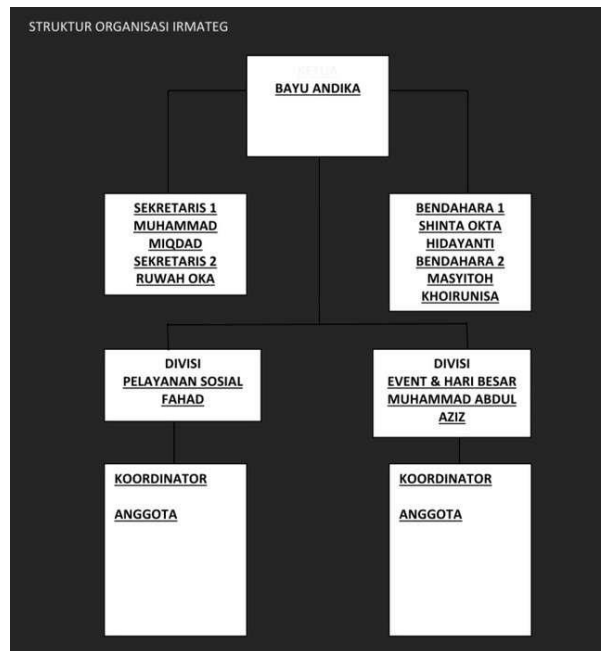 STRUKTUR ORGANISASI IRMATEG
KETUA
BAYU ANDIKA
SEKRETARIS 1
MUHAMMAD
MIQDAD
SEKRETARIS 2
RUWAH OKA
BENDAHARA 1
SHINTA OKTA
HIDAYANTI
BENDAHARA 2
MASYITOH
KHOIRUNISA
DIVISI
PELAYANAN SOSIAL
FAHAD
DIVISI
EVENT & HARI BESAR
MUHAMMAD ABDUL
AZIZ
KOORDINATOR
ANGGOTA
KOORDINATOR
ANGGOTA